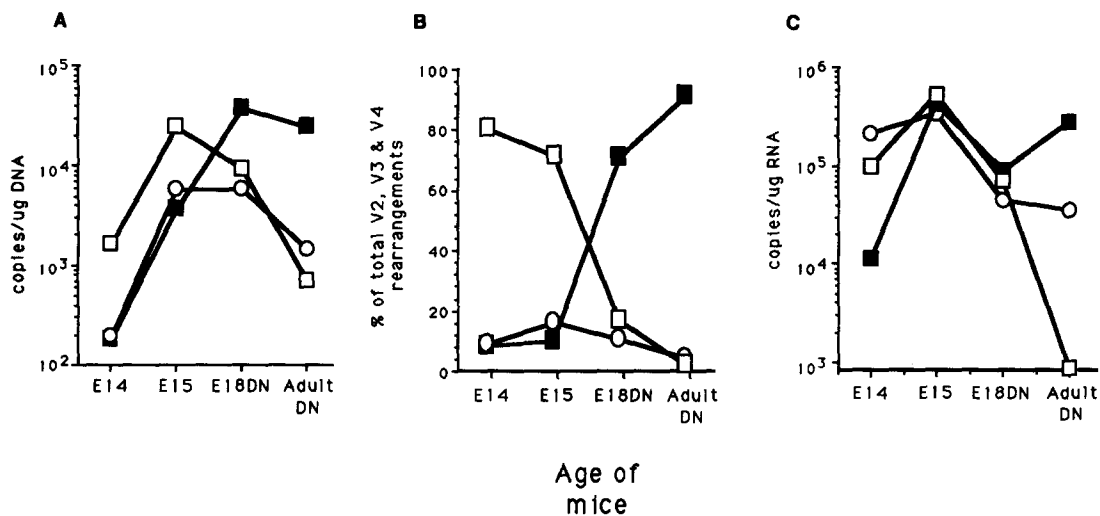 A
copies/ug DNA
10^5
10^4
10^3
10^2
E14 E15 E18DN Adult DN
B
% of total V2, V3 & V4
rearrangements
100
80
60
40
20
0
E14 E15 E18DN Adult DN
C
copies/ug RNA
10^6
10^5
10^4
10^3
E14 E15 E18DN Adult DN
Age of
mice